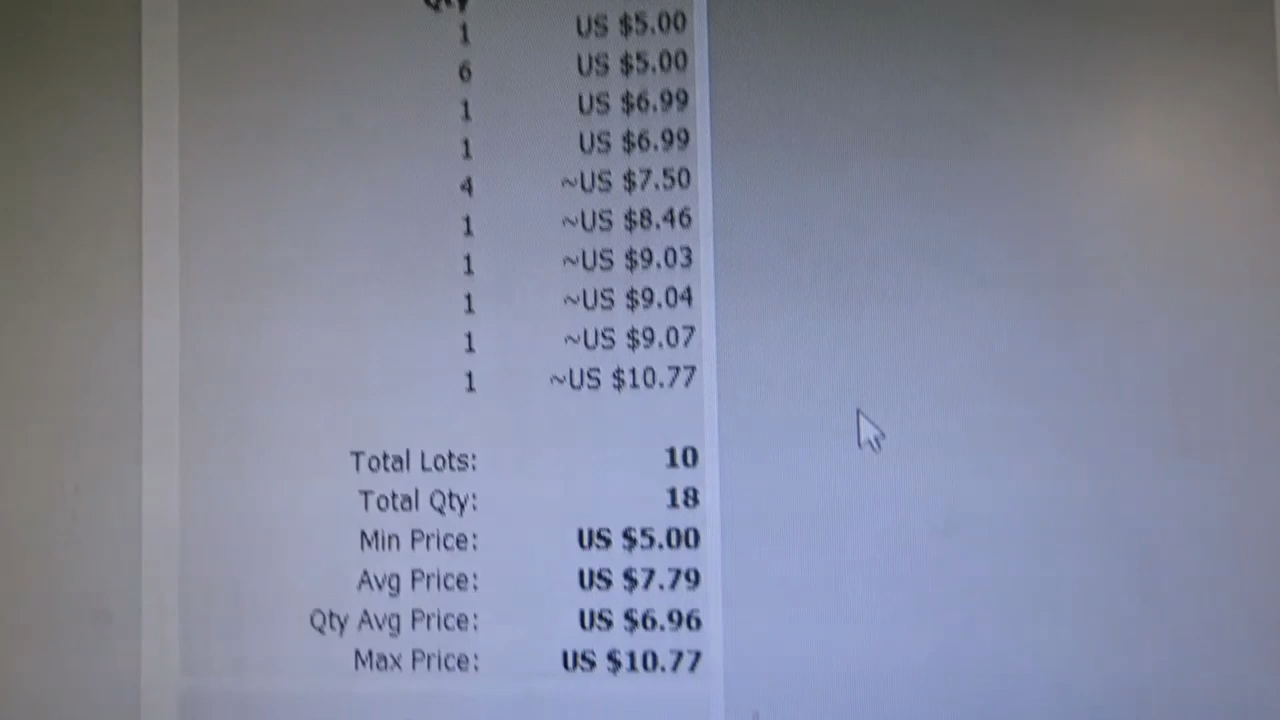 Qty
1 US $5.00
6 US $5.00
1 US $6.99
1 US $6.99
4 ~US $7.50
1 ~US $8.46
1 ~US $9.03
1 ~US $9.04
1 ~US $9.07
1 ~US $10.77
Total Lots: 10
Total Qty: 18
Min Price: US $5.00
Avg Price: US $7.79
Qty Avg Price: US $6.96
Max Price: US $10.77